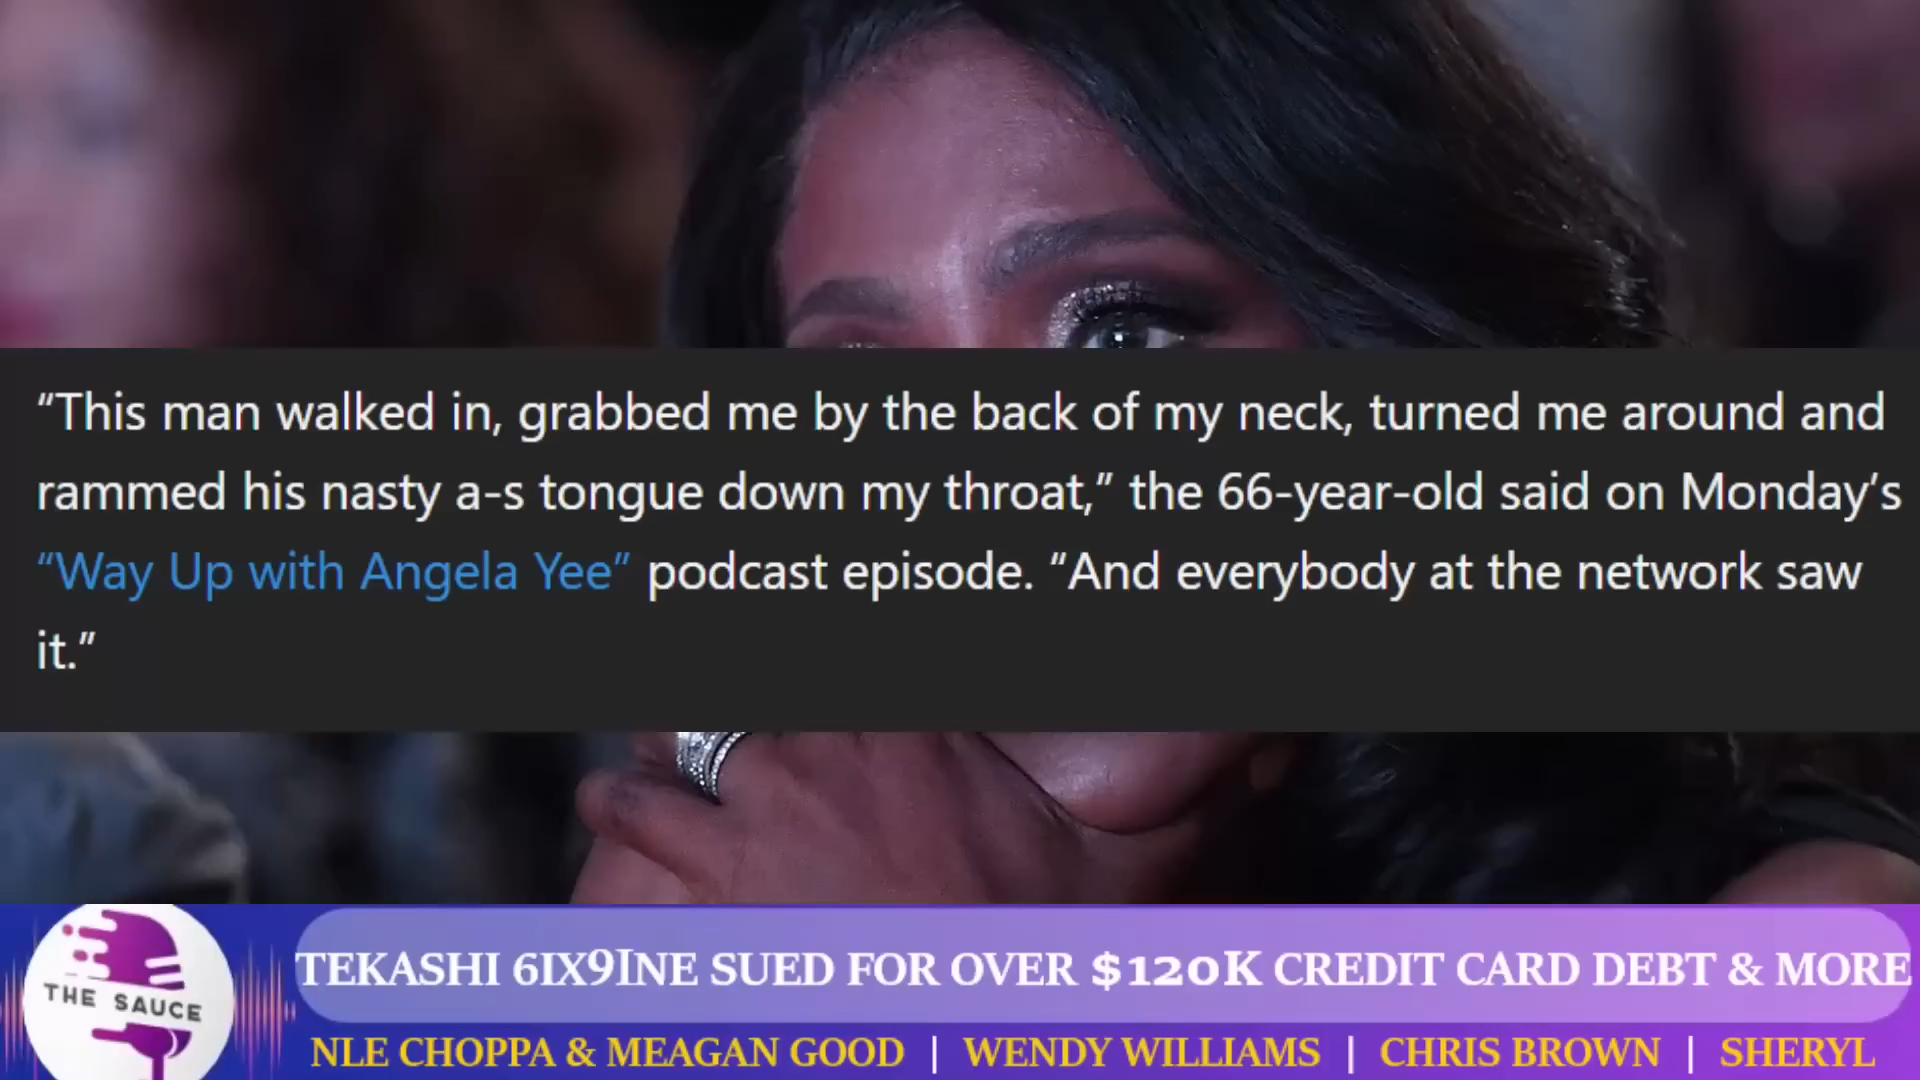 “This man walked in, grabbed me by the back of my neck, turned me around and
rammed his nasty a-s tongue down my throat,” the 66-year-old said on Monday’s
“Way Up with Angela Yee” podcast episode. “And everybody at the network saw
it.”
THE SAUCE
TEKASHI 6IX9INE SUED FOR OVER $120K CREDIT CARD DEBT & MORE
NLE CHOPPA & MEAGAN GOOD | WENDY WILLIAMS | CHRIS BROWN | SHERYL